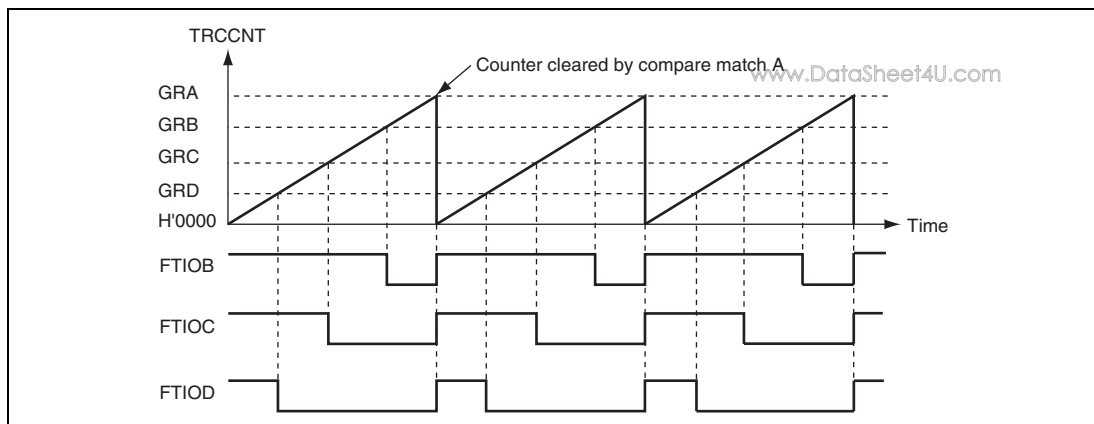 TRCCNT
Counter cleared by compare match A
www.DataSheet4U.com
GRA
GRB
GRC
GRD
H'0000
Time
FTIOB
FTIOC
FTIOD